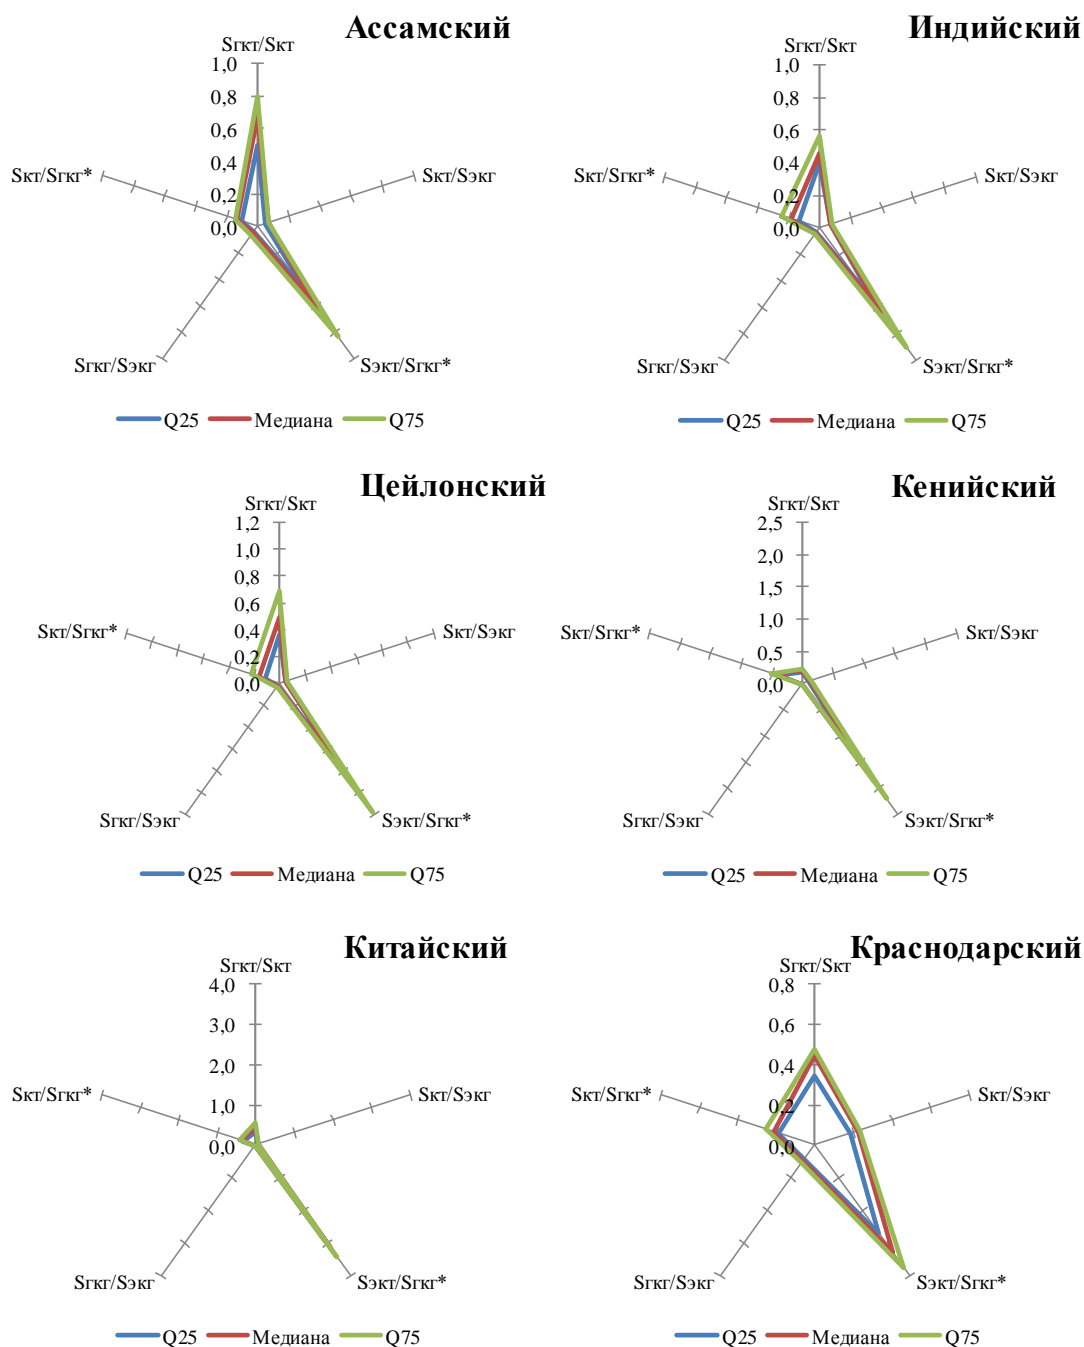 Ассамский
Sгкт/Sкт
1,0
0,8
0,6
0,4
0,2
0,0
Sкт/Sэкг
Sэкт/Sгкг*
Sгкг/Sэкг
Sкт/Sгкг*
Q25 Медиана Q75
Индийский
Sгкт/Sкт
1,0
0,8
0,6
0,4
0,2
0,0
Sкт/Sэкг
Sэкт/Sгкг*
Sгкг/Sэкг
Sкт/Sгкг*
Q25 Медиана Q75
Цейлонский
Sгкт/Sкт
1,2
1,0
0,8
0,6
0,4
0,2
0,0
Sкт/Sэкг
Sэкт/Sгкг*
Sгкг/Sэкг
Sкт/Sгкг*
Q25 Медиана Q75
Кенийский
Sгкт/Sкт
2,5
2,0
1,5
1,0
0,5
0,0
Sкт/Sэкг
Sэкт/Sгкг*
Sгкг/Sэкг
Sкт/Sгкг*
Q25 Медиана Q75
Китайский
Sгкт/Sкт
4,0
3,0
2,0
1,0
0,0
Sкт/Sэкг
Sэкт/Sгкг*
Sгкг/Sэкг
Sкт/Sгкг*
Q25 Медиана Q75
Краснодарский
Sгкт/Sкт
0,8
0,6
0,4
0,2
0,0
Sкт/Sэкг
Sэкт/Sгкг*
Sгкг/Sэкг
Sкт/Sгкг*
Q25 Медиана Q75